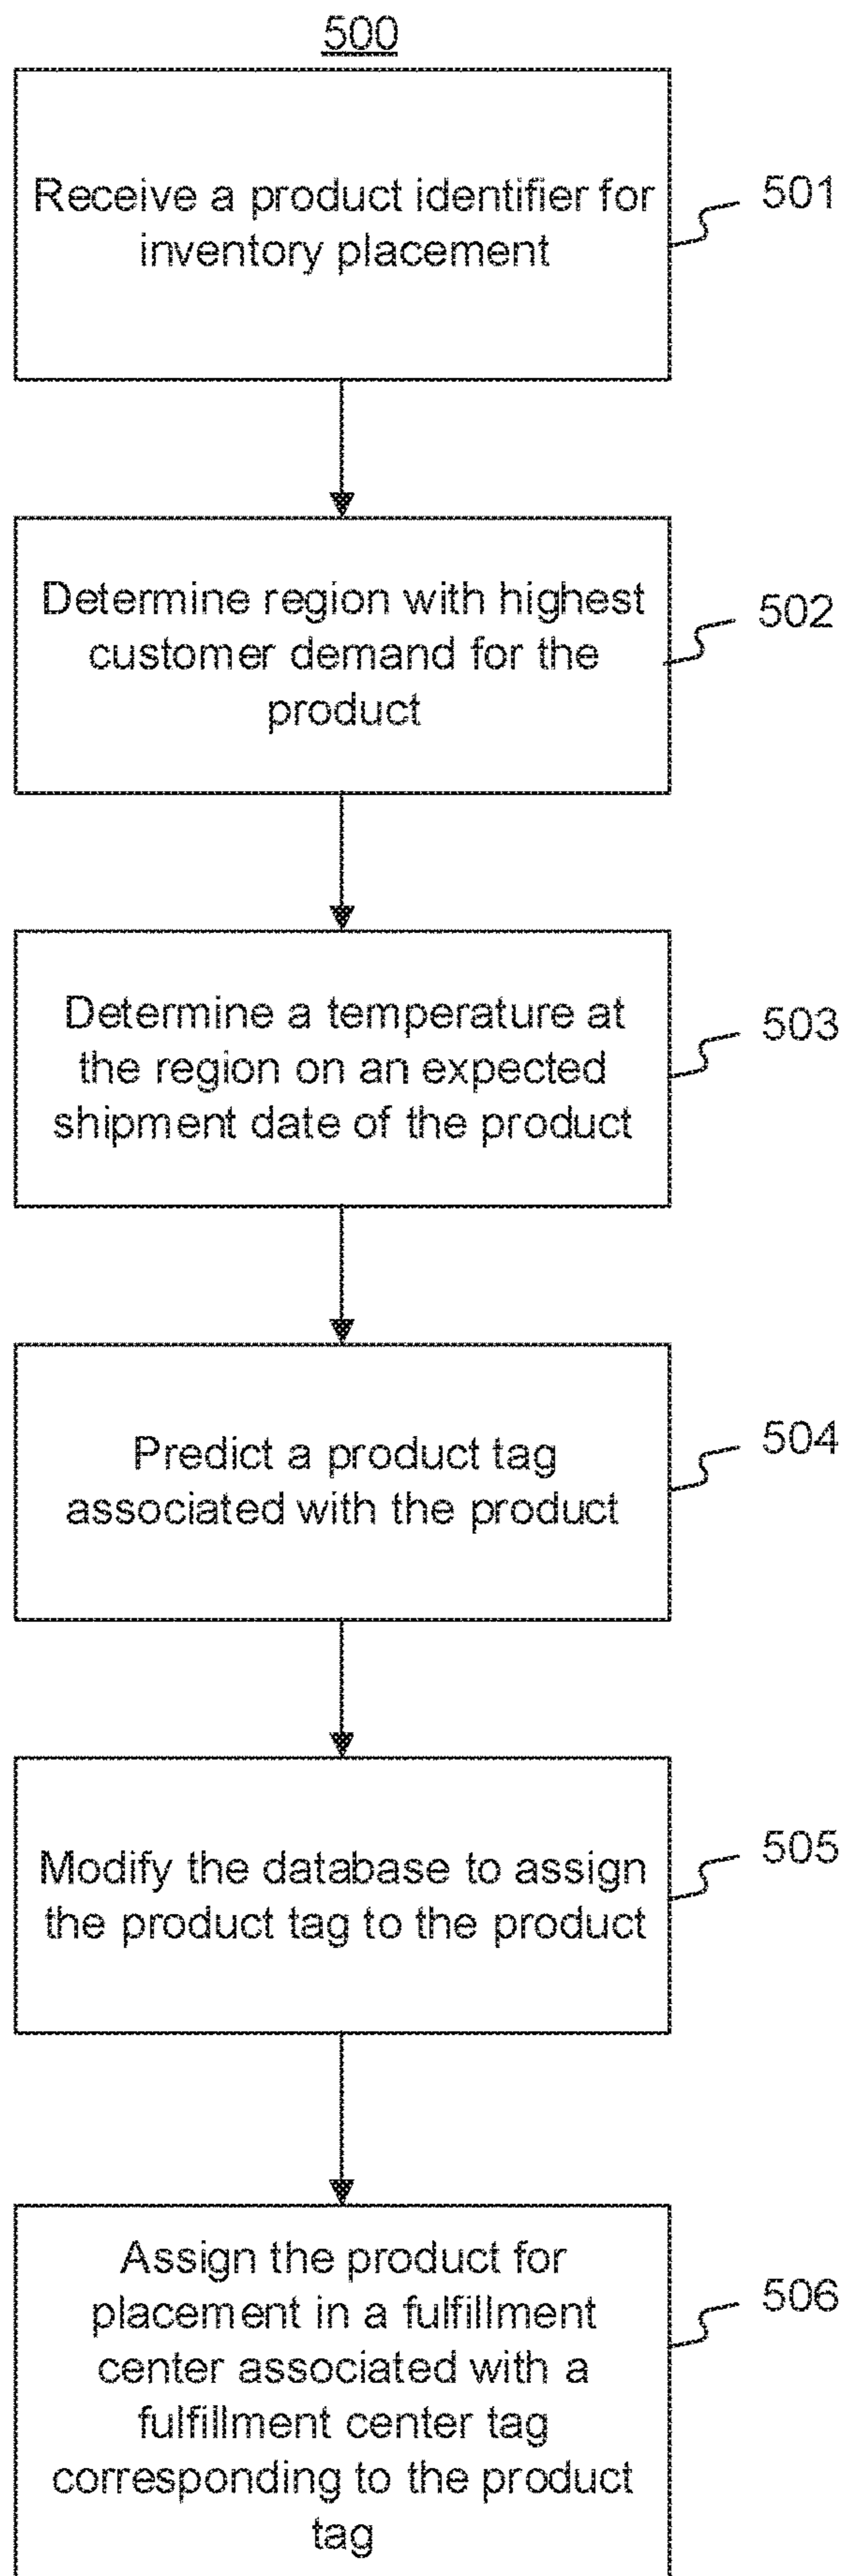 500
Receive a product identifier for
inventory placement
501
Determine region with highest
customer demand for the
product
502
Determine a temperature at
the region on an expected
shipment date of the product
503
Predict a product tag
associated with the product
504
Modify the database to assign
the product tag to the product
505
Assign the product for
placement in a fulfillment
center associated with a
fulfillment center tag
corresponding to the product
tag
506